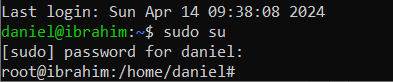 Last login: Sun Apr 14 09:38:08 2024
daniel@ibrahim:~$ sudo su
[sudo] password for daniel:
root@ibrahim:/home/daniel#